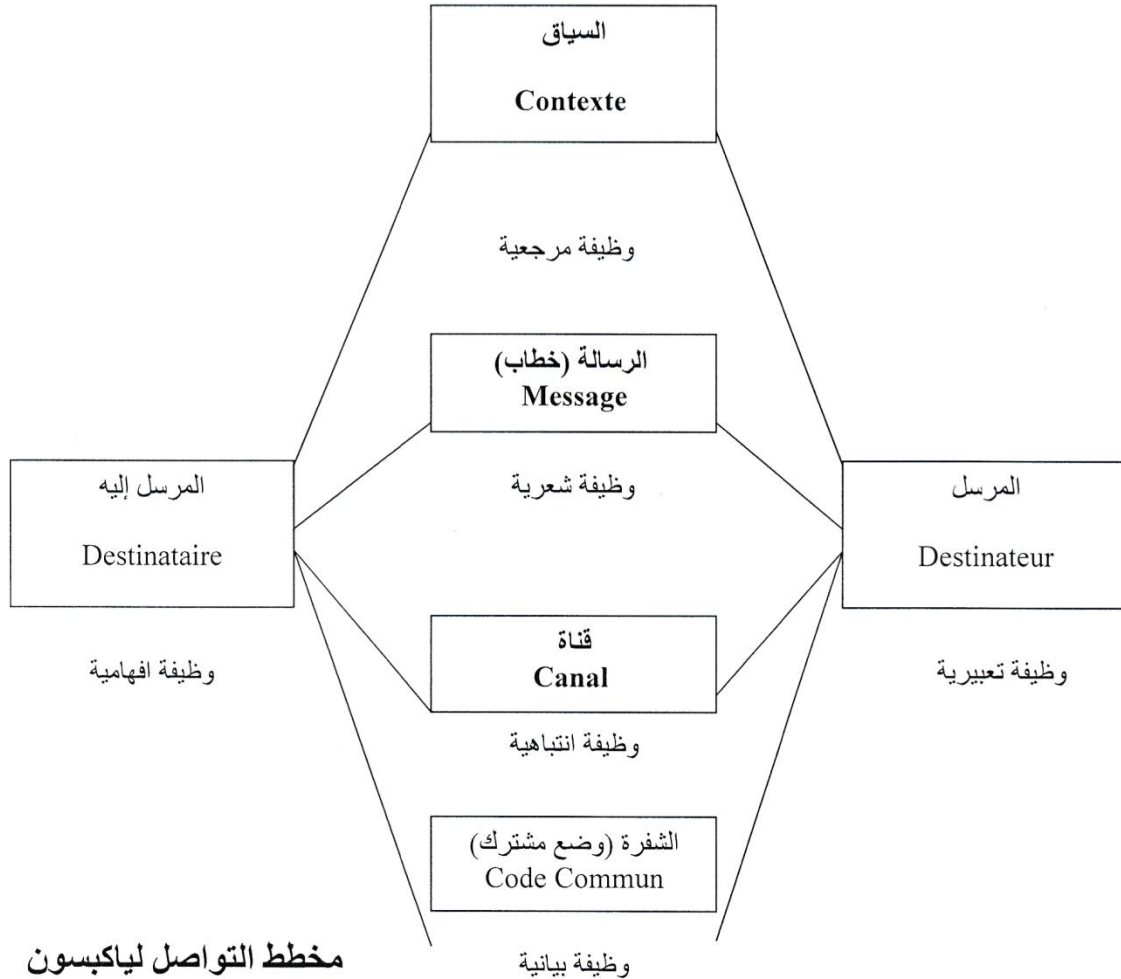 السياق
Contexte
وظيفة مرجعية
الرسالة (خطاب)
Message
وظيفة شعرية
المرسل
Destinateur
وظيفة تعبيرية
المرسل إليه
Destinataire
وظيفة افهامية
قناة
Canal
وظيفة انتباهية
الشفرة (وضع مشترك)
Code Commun
وظيفة بيانية
مخطط التواصل لياكبسون